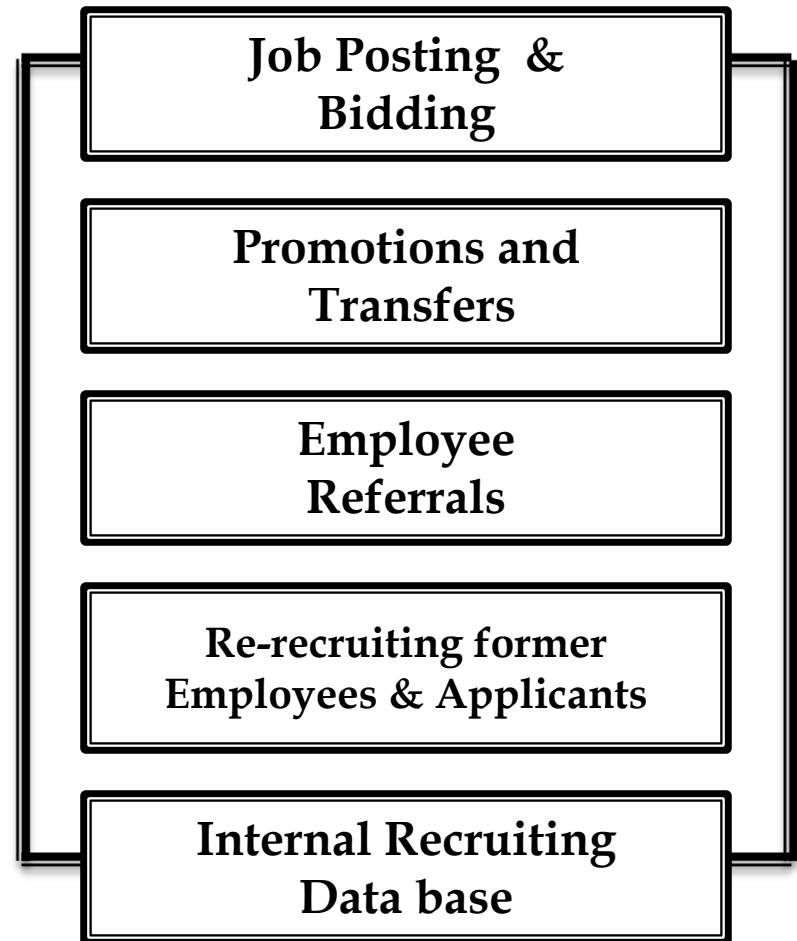 Job Posting & 
Bidding
Promotions and
Transfers
Employee
Referrals
Re-recruiting former
Employees & Applicants
Internal Recruiting
Data base